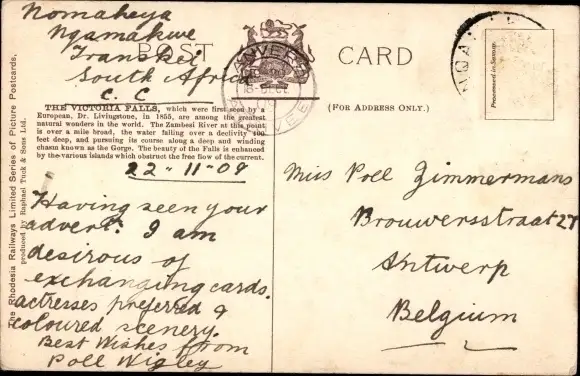 Nomaheya
Nqamakwe
Transkei
South Africa
C. C.
POST CARD
THE VICTORIA FALLS, which were first seen by a
European, Dr. Livingstone, in 1855, are among the greatest
natural wonders in the world. The Zambesi River at this point
is over a mile broad, the water falling over a declivity 400
feet deep, and pursuing its course along a deep and winding
chasm known as the Gorge. The beauty of the Falls is enhanced
by the various islands which obstruct the free flow of the current.
(FOR ADDRESS ONLY.)
22-11-09
Having seen your
advert. I am
desirous of
exchanging cards.
actresses preferred &
coloured scenery.
Best Wishes from
Poll Wigley
Miss Poll Zimmermans
Brouwersstraat 27
Antwerp
Belgium
The Rhodesia Railways Limited Series of Picture Postcards,
produced by Raphael Tuck & Sons Ltd.
ANVERS